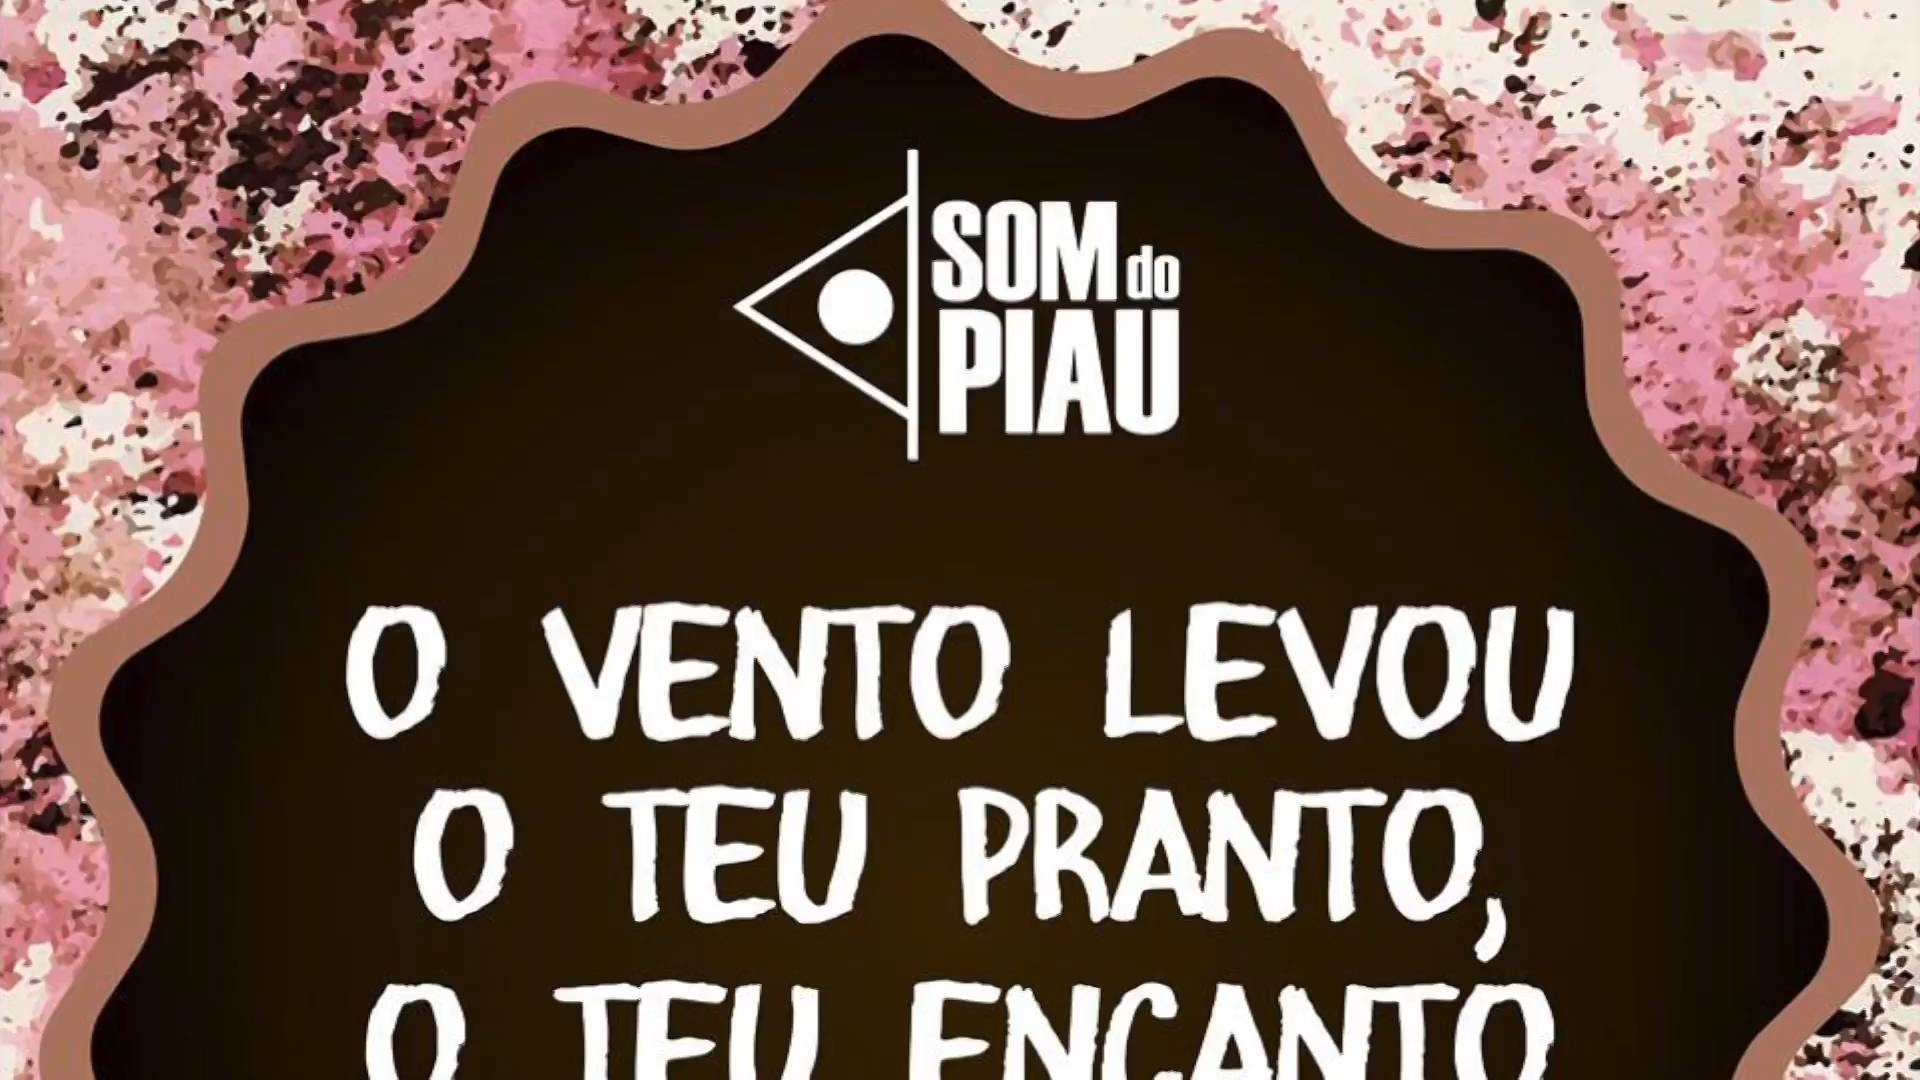 SOM do
PIAU
O VENTO LEVOU
O TEU PRANTO,
O TEU ENCANTO